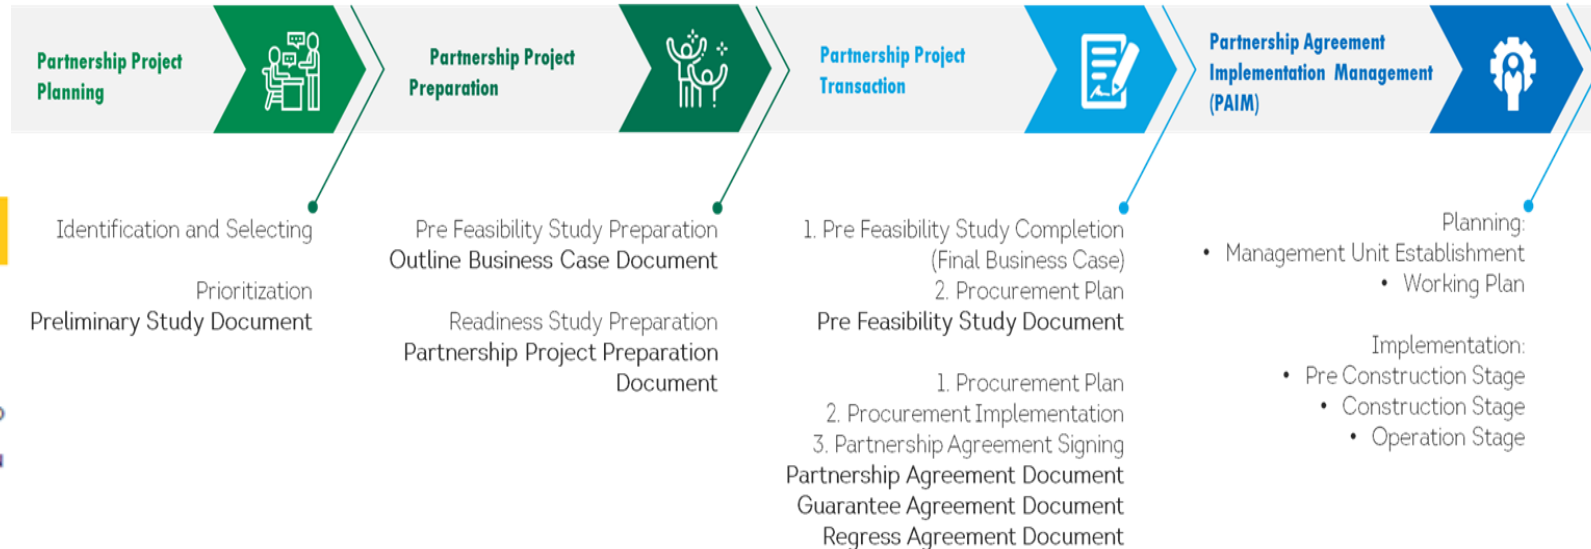 Partnership Project
Planning
Partnership Project
Preparation
Partnership Project
Transaction
Partnership Agreement
Implementation Management
(PAIM)
Identification and Selecting
Prioritization
Preliminary Study Document
Pre Feasibility Study Preparation
Outline Business Case Document
Readiness Study Preparation
Partnership Project Preparation
Document
1. Pre Feasibility Study Completion
(Final Business Case)
2. Procurement Plan
Pre Feasibility Study Document
1. Procurement Plan
2. Procurement Implementation
3. Partnership Agreement Signing
Partnership Agreement Document
Guarantee Agreement Document
Regress Agreement Document
Planning:
• Management Unit Establishment
• Working Plan
Implementation:
• Pre Construction Stage
• Construction Stage
• Operation Stage